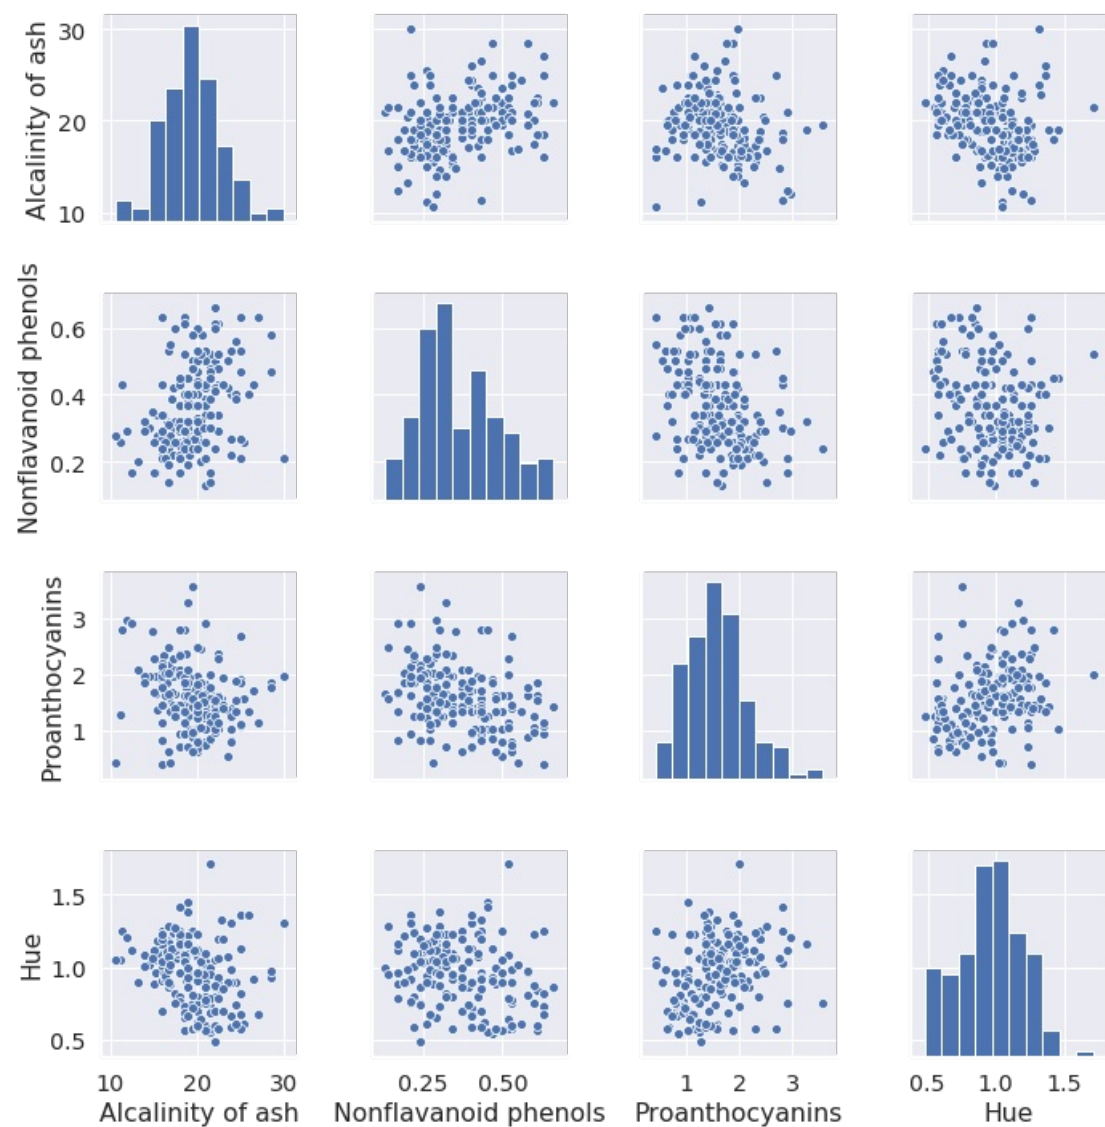 Alcalinity of ash
30
20
10
Nonflavanoid phenols
0.6
0.4
0.2
Proanthocyanins
3
2
1
Hue
1.5
1.0
0.5
10 20 30 0.25 0.50 1 2 3 0.5 1.0 1.5
Alcalinity of ash Nonflavanoid phenols Proanthocyanins Hue